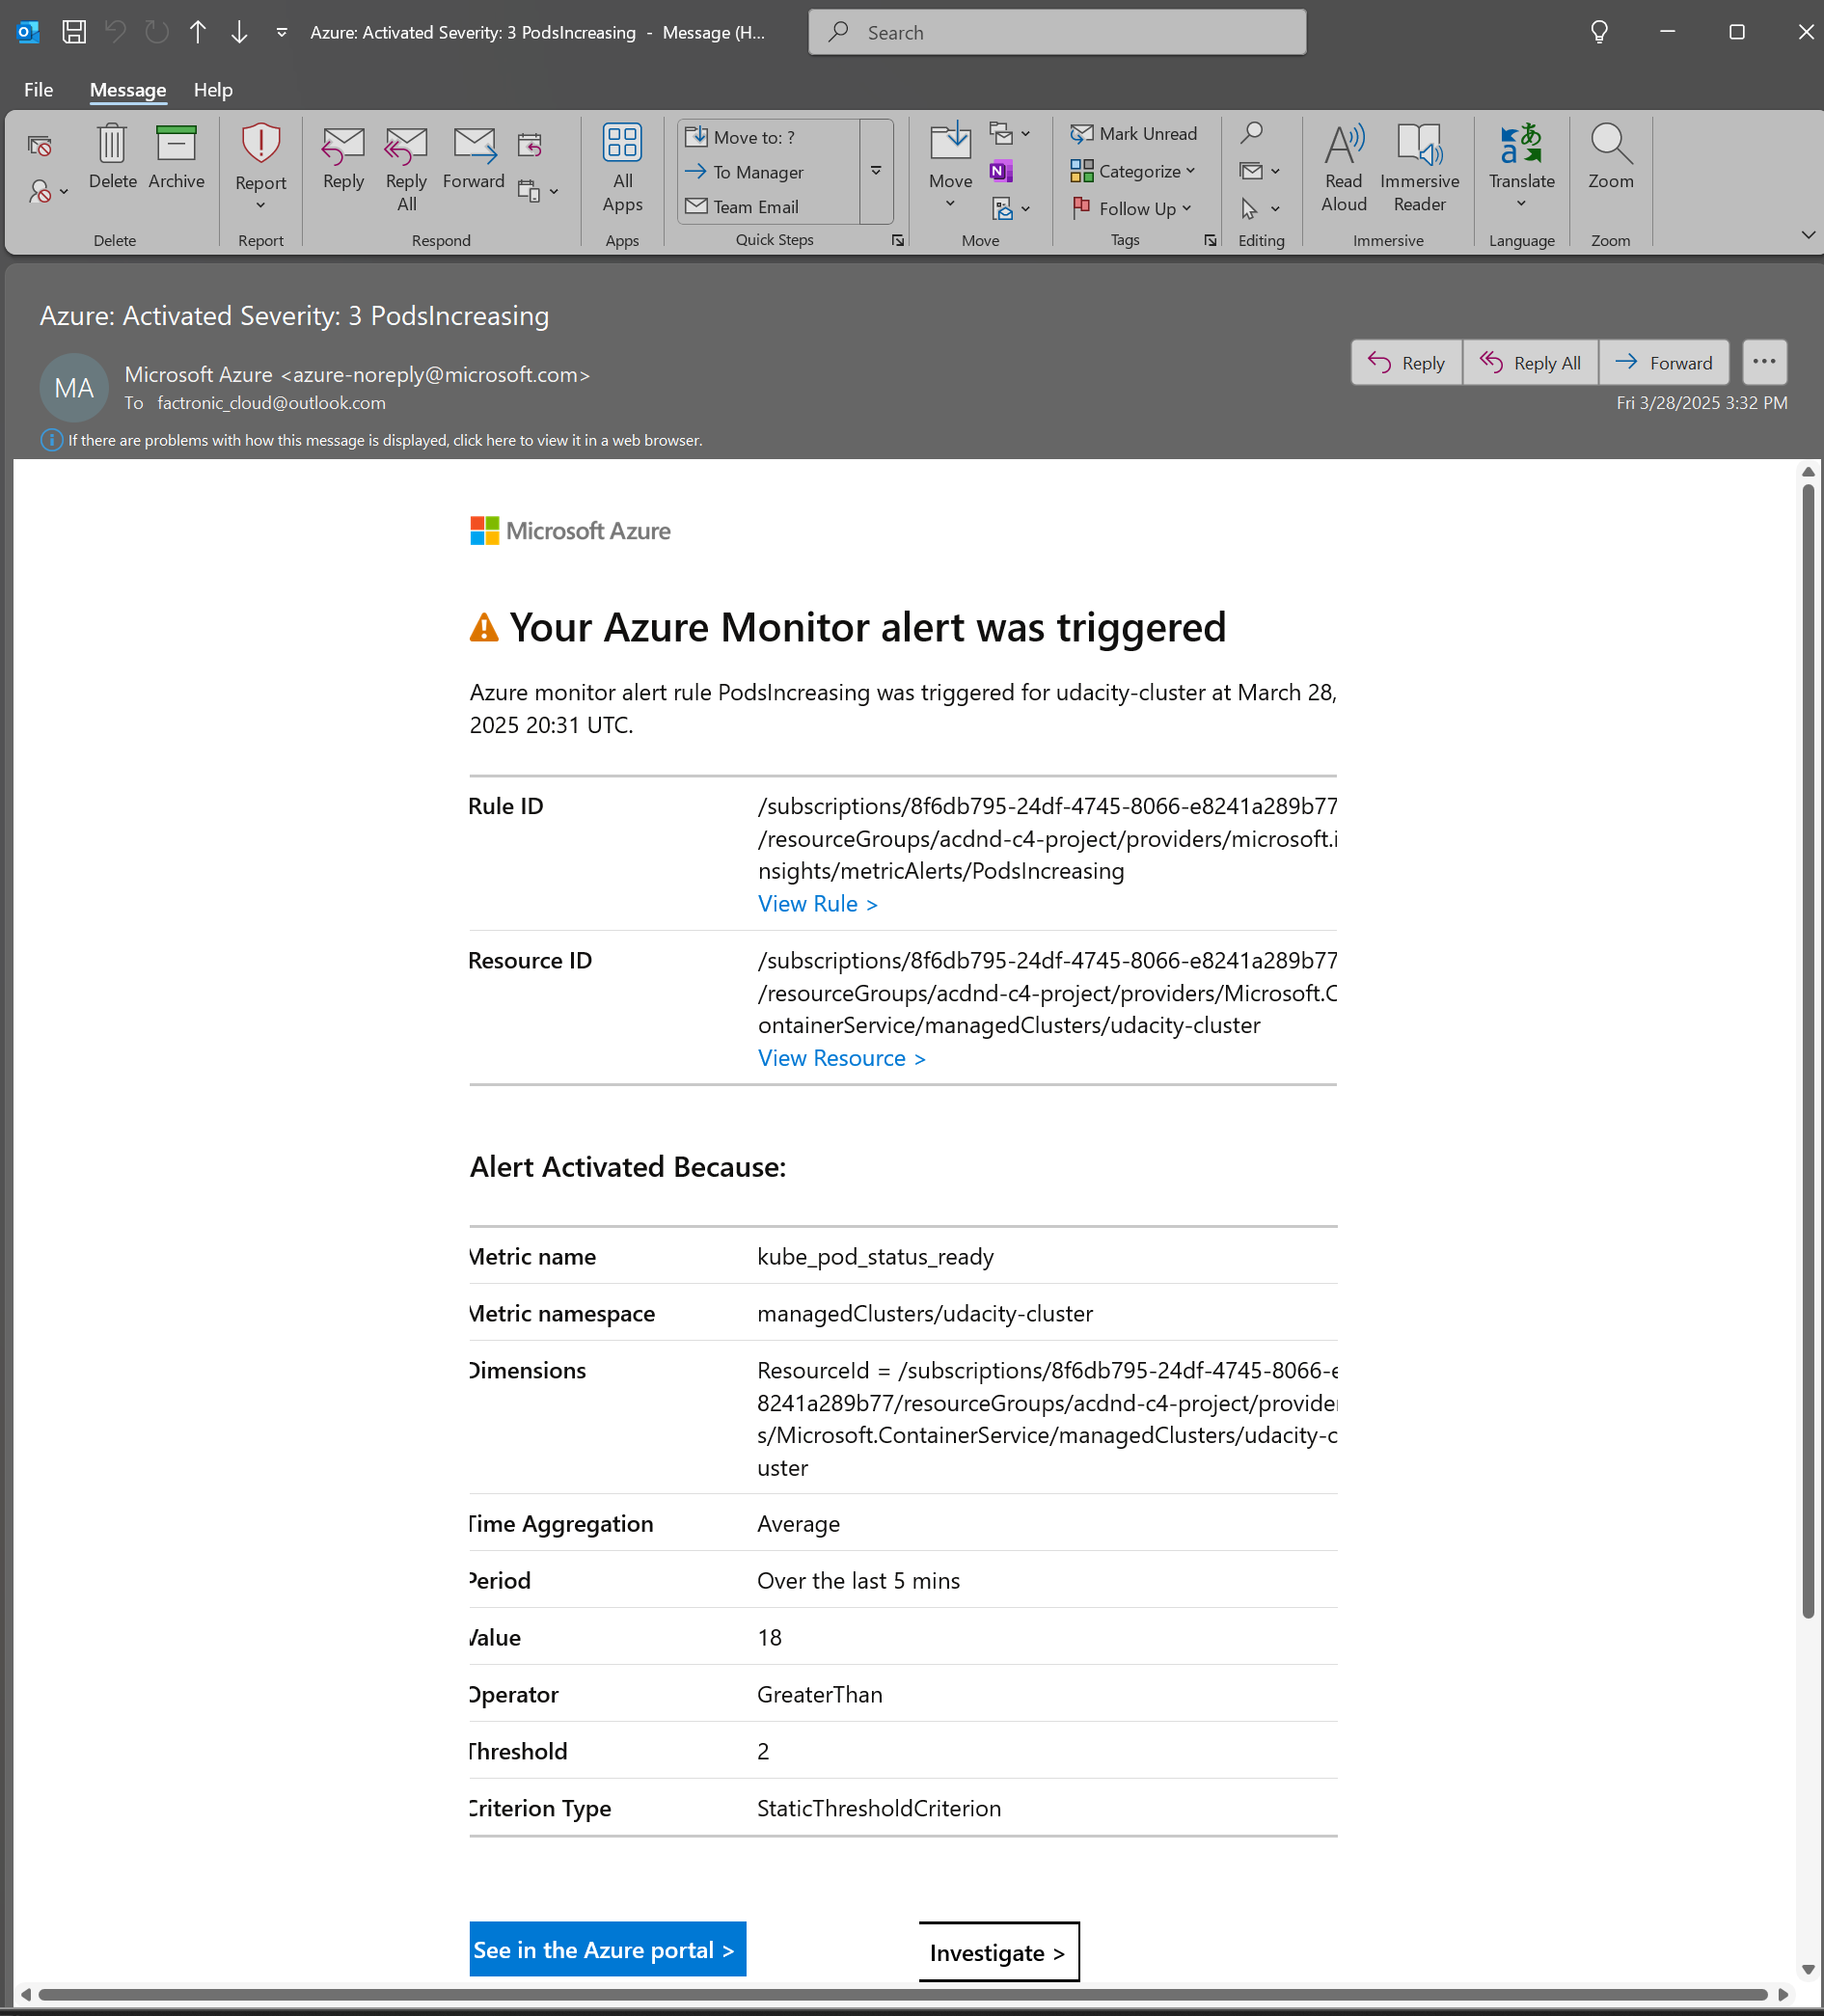 Azure: Activated Severity: 3 PodsIncreasing - Message (H...
Search
File Message Help
Delete
Archive
Report
Reply
Reply All
Forward
All Apps
Move to: ?
To Manager
Team Email
Move
Mark Unread
Categorize
Follow Up
Read Aloud
Immersive Reader
Translate
Zoom
Delete Report Respond Apps Quick Steps Move Tags Editing Immersive Language Zoom
Azure: Activated Severity: 3 PodsIncreasing
MA
Microsoft Azure <azure-noreply@microsoft.com>
To factronic_cloud@outlook.com
Reply Reply All Forward ...
Fri 3/28/2025 3:32 PM
If there are problems with how this message is displayed, click here to view it in a web browser.
Microsoft Azure
Your Azure Monitor alert was triggered
Azure monitor alert rule PodsIncreasing was triggered for udacity-cluster at March 28,
2025 20:31 UTC.
Rule ID /subscriptions/8f6db795-24df-4745-8066-e8241a289b77
/resourceGroups/acdnd-c4-project/providers/microsoft.i
nsights/metricAlerts/PodsIncreasing
View Rule >
Resource ID /subscriptions/8f6db795-24df-4745-8066-e8241a289b77
/resourceGroups/acdnd-c4-project/providers/Microsoft.C
ontainerService/managedClusters/udacity-cluster
View Resource >
Alert Activated Because:
Metric name kube_pod_status_ready
Metric namespace managedClusters/udacity-cluster
Dimensions ResourceId = /subscriptions/8f6db795-24df-4745-8066-e
8241a289b77/resourceGroups/acdnd-c4-project/provider
s/Microsoft.ContainerService/managedClusters/udacity-c
uster
Time Aggregation Average
Period Over the last 5 mins
Value 18
Operator GreaterThan
Threshold 2
Criterion Type StaticThresholdCriterion
See in the Azure portal >
Investigate >